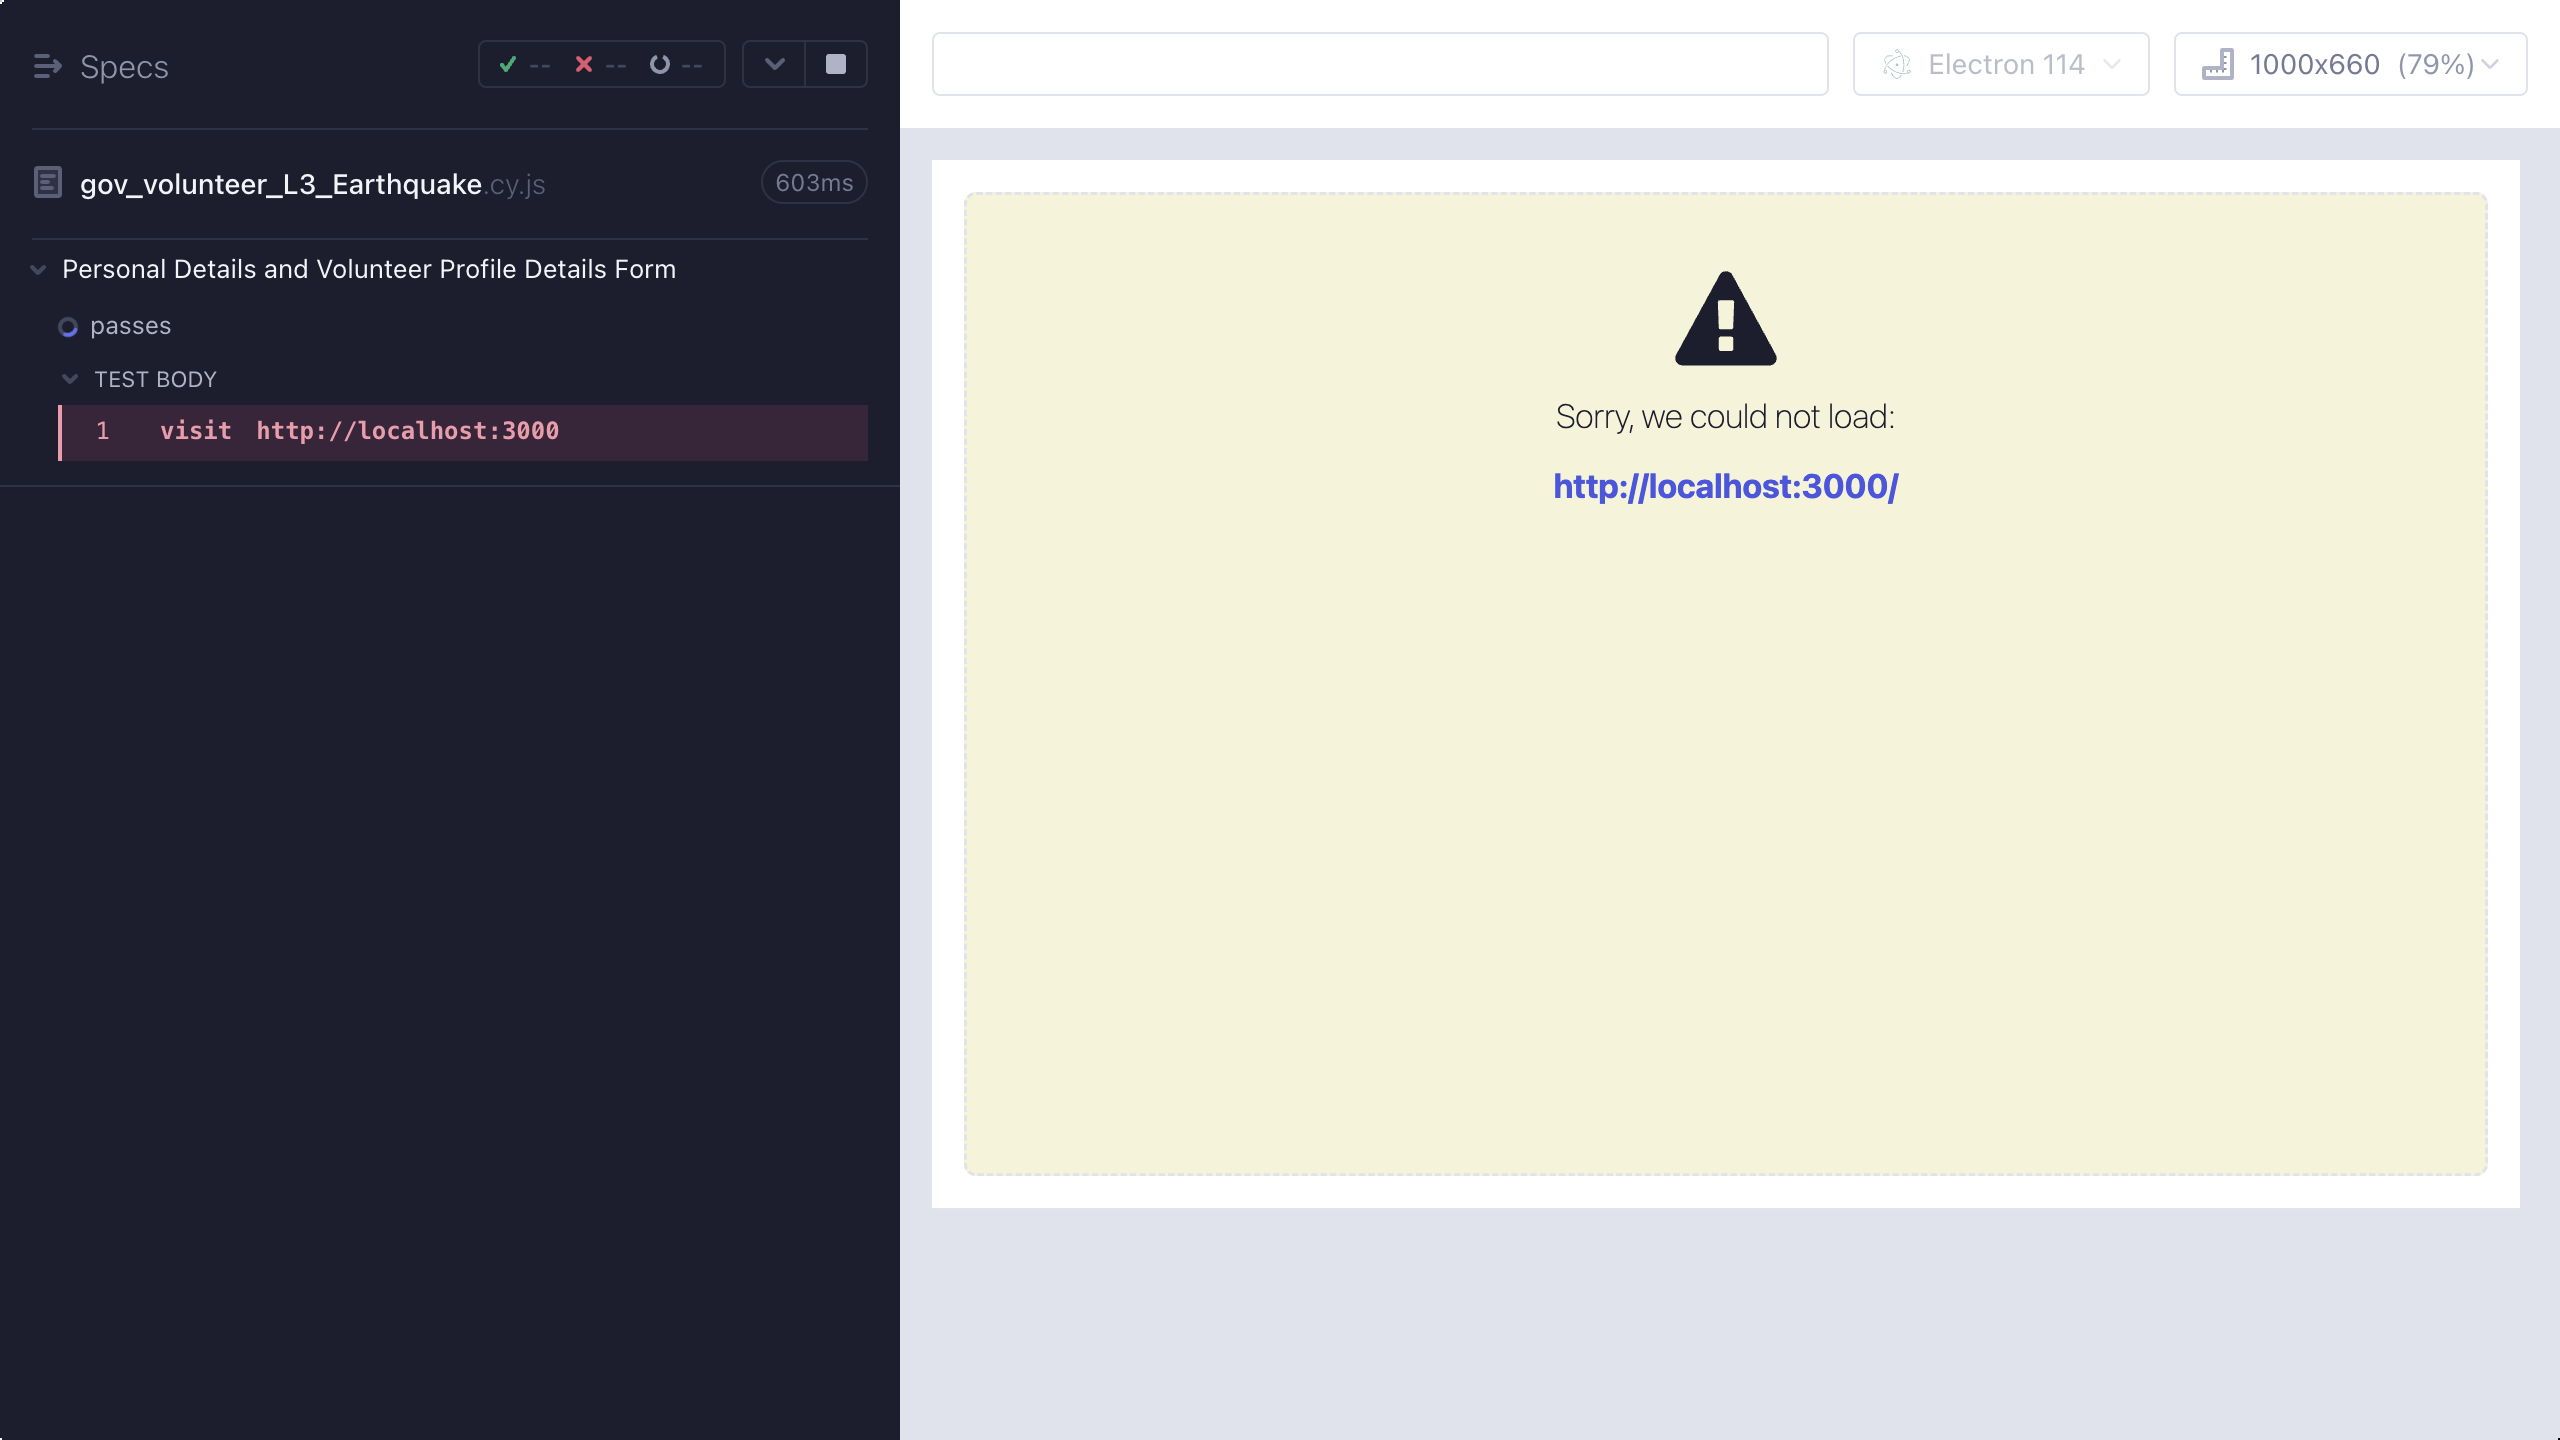 Specs
-- -- --
gov_volunteer_L3_Earthquake.cy.js
603ms
Personal Details and Volunteer Profile Details Form
passes
TEST BODY
1 visit http://localhost:3000
Electron 114
1000x660 (79%)
Sorry, we could not load:
http://localhost:3000/